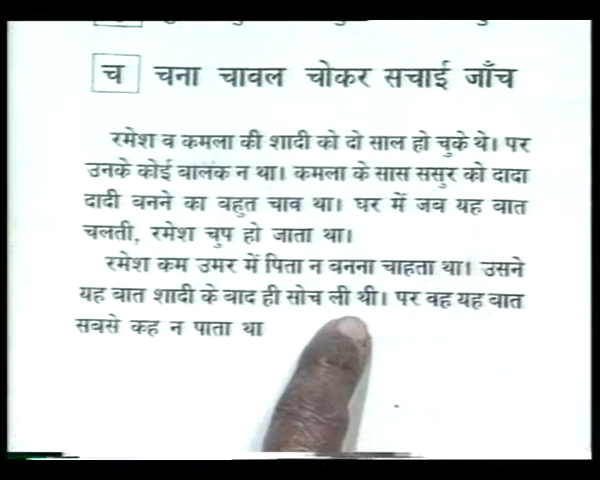 च चना चावल चोकर सचाई जाँच
रमेश व कमला की शादी को दो साल हो चुके थे। पर
उनके कोई बालक न था। कमला के सास ससुर को दादा
दादी बनने का बहुत चाव था। घर में जब यह बात
चलती, रमेश चुप हो जाता था।
रमेश कम उमर में पिता न बनना चाहता था। उसने
यह बात शादी के बाद ही सोच ली थी। पर वह यह बात
सबसे कह न पाता था